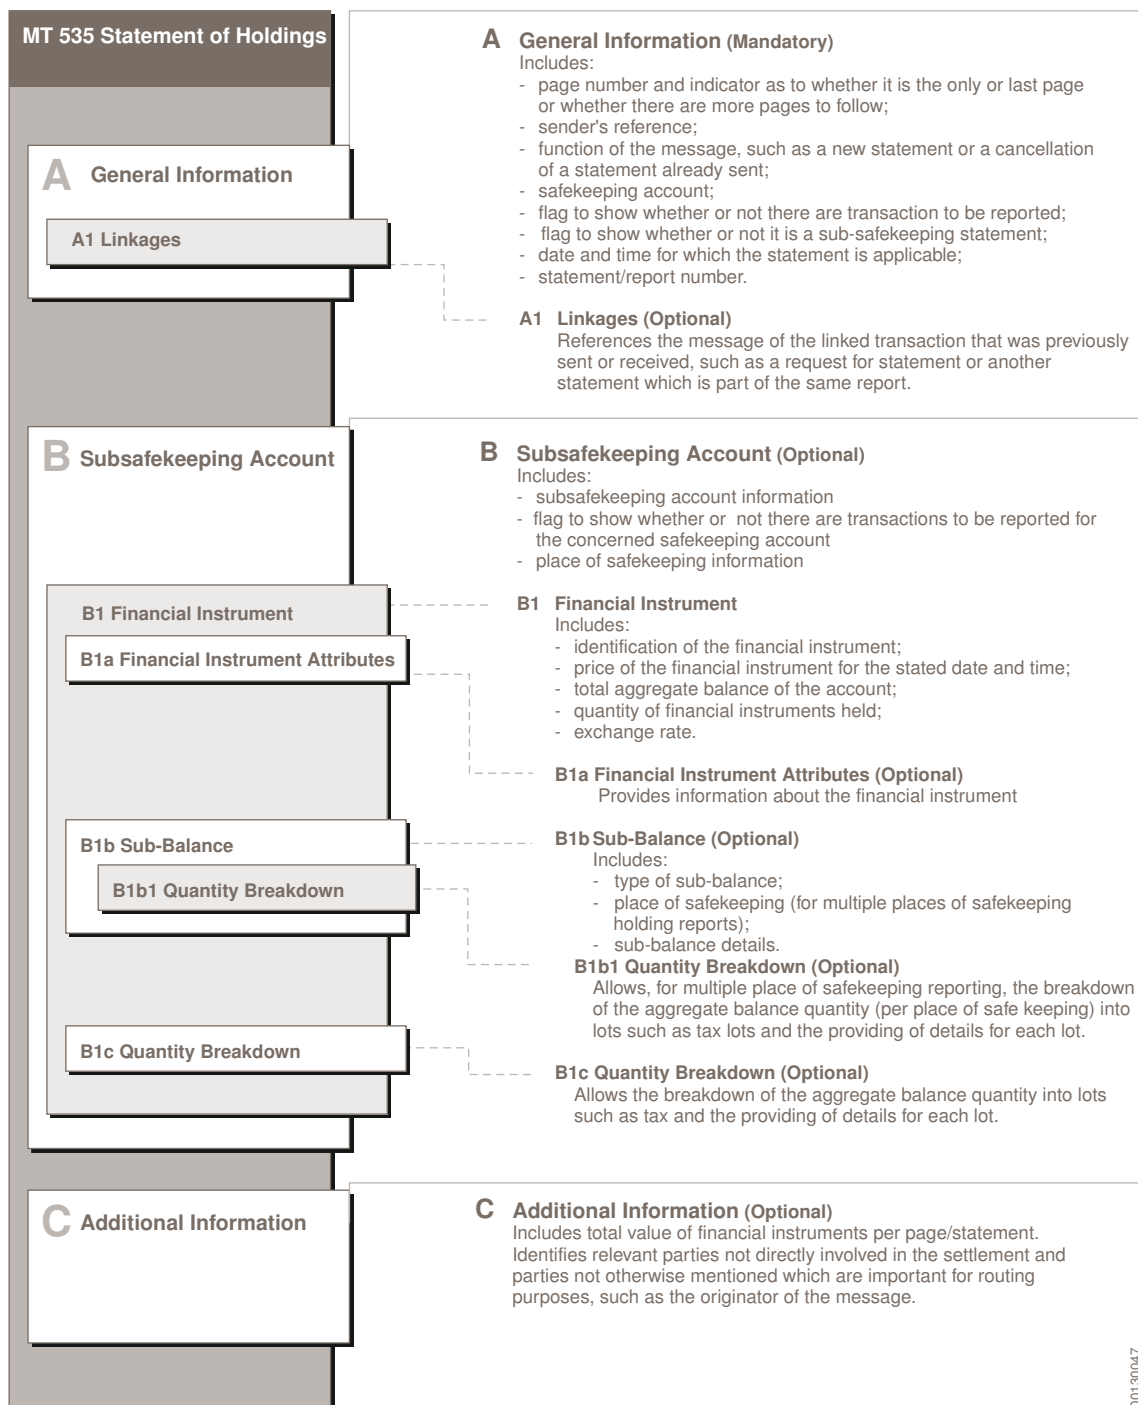 MT 535 Statement of Holdings
A General Information
A1 Linkages
B Subsafekeeping Account
B1 Financial Instrument
B1a Financial Instrument Attributes
B1b Sub-Balance
B1b1 Quantity Breakdown
B1c Quantity Breakdown
C Additional Information
A General Information (Mandatory)
Includes:
- page number and indicator as to whether it is the only or last page
or whether there are more pages to follow;
- sender's reference;
- function of the message, such as a new statement or a cancellation
of a statement already sent;
- safekeeping account;
- flag to show whether or not there are transaction to be reported;
- flag to show whether or not it is a sub-safekeeping statement;
- date and time for which the statement is applicable;
- statement/report number.
A1 Linkages (Optional)
References the message of the linked transaction that was previously
sent or received, such as a request for statement or another
statement which is part of the same report.
B Subsafekeeping Account (Optional)
Includes:
- subsafekeeping account information
- flag to show whether or not there are transactions to be reported for
the concerned safekeeping account
- place of safekeeping information
B1 Financial Instrument
Includes:
- identification of the financial instrument;
- price of the financial instrument for the stated date and time;
- total aggregate balance of the account;
- quantity of financial instruments held;
- exchange rate.
B1a Financial Instrument Attributes (Optional)
Provides information about the financial instrument
B1b Sub-Balance (Optional)
Includes:
- type of sub-balance;
- place of safekeeping (for multiple places of safekeeping
holding reports);
- sub-balance details.
B1b1 Quantity Breakdown (Optional)
Allows, for multiple place of safekeeping reporting, the breakdown
of the aggregate balance quantity (per place of safe keeping) into
lots such as tax lots and the providing of details for each lot.
B1c Quantity Breakdown (Optional)
Allows the breakdown of the aggregate balance quantity into lots
such as tax and the providing of details for each lot.
C Additional Information (Optional)
Includes total value of financial instruments per page/statement.
Identifies relevant parties not directly involved in the settlement and
parties not otherwise mentioned which are important for routing
purposes, such as the originator of the message.